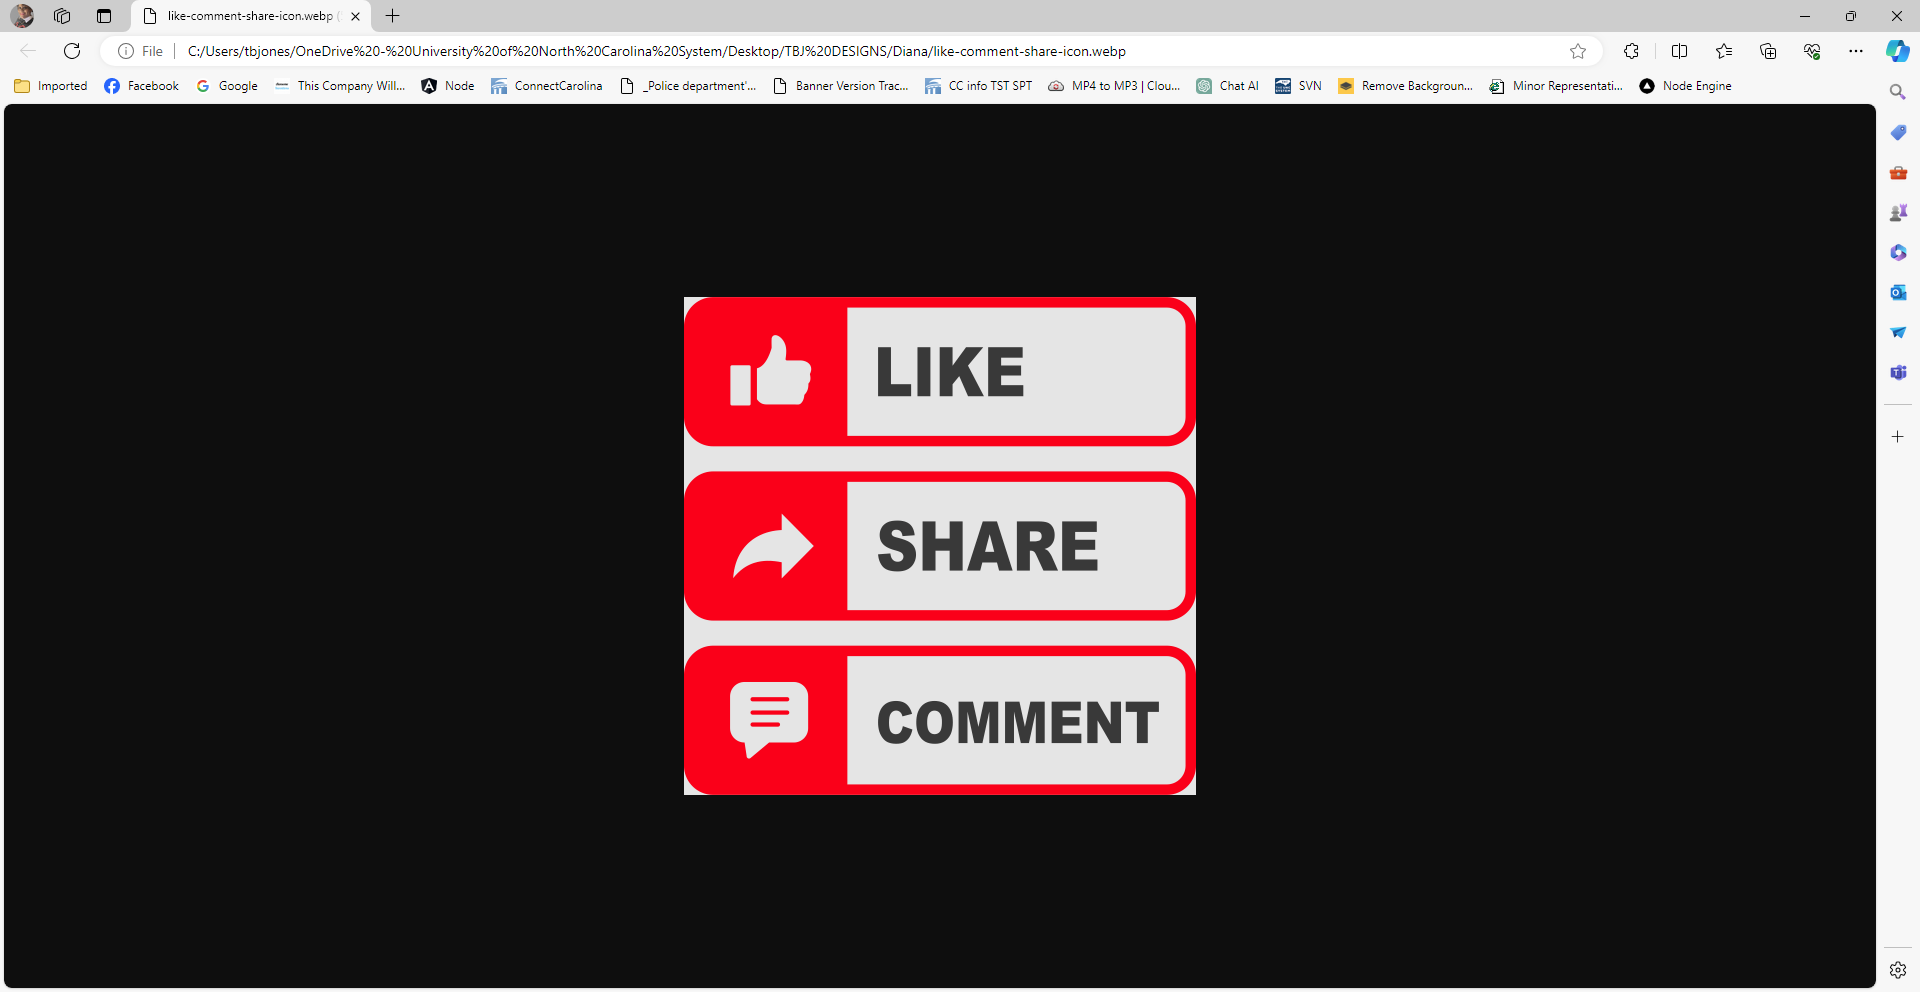 like-comment-share-icon.webp (
File
C:/Users/tbjones/OneDrive%20-%20University%20of%20North%20Carolina%20System/Desktop/TBJ%20DESIGNS/Diana/like-comment-share-icon.webp
Imported Facebook Google This Company Will... Node ConnectCarolina _Police department'... Banner Version Trac... CC info TST SPT MP4 to MP3 | Clou... Chat AI SVN Remove Backgroun... Minor Representati... Node Engine
LIKE
SHARE
COMMENT